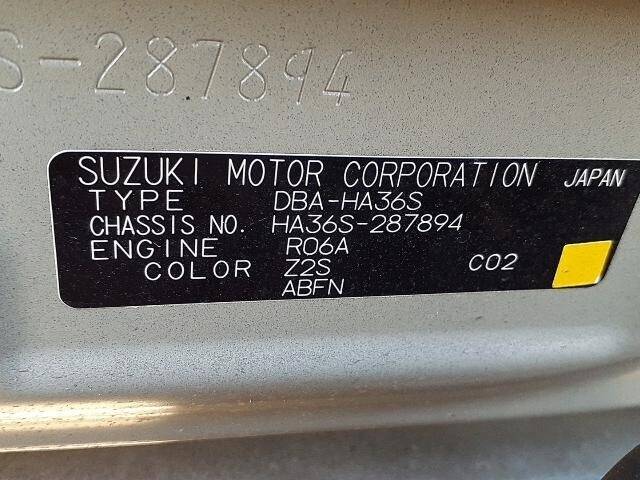 S-287894
SUZUKI MOTOR CORPORATION JAPAN
TYPE DBA-HA36S
CHASSIS NO. HA36S-287894
ENGINE R06A
COLOR Z2S C02
ABFN